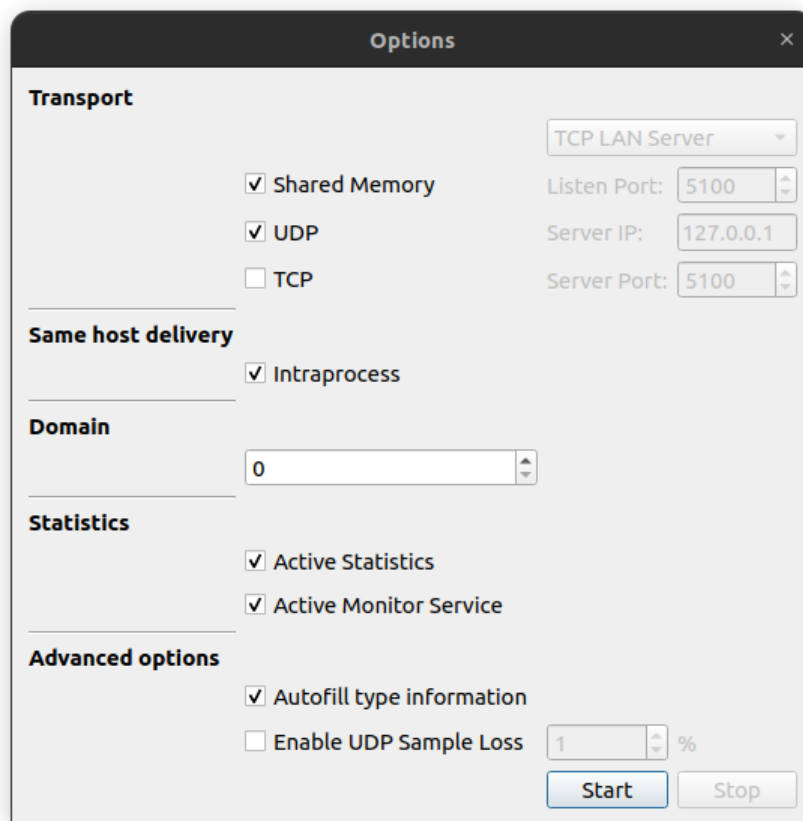 Options
Transport
TCP LAN Server
Shared Memory Listen Port: 5100
UDP Server IP: 127.0.0.1
TCP Server Port: 5100
Same host delivery
Intraprocess
Domain
0
Statistics
Active Statistics
Active Monitor Service
Advanced options
Autofill type information
Enable UDP Sample Loss 1 %
Start Stop